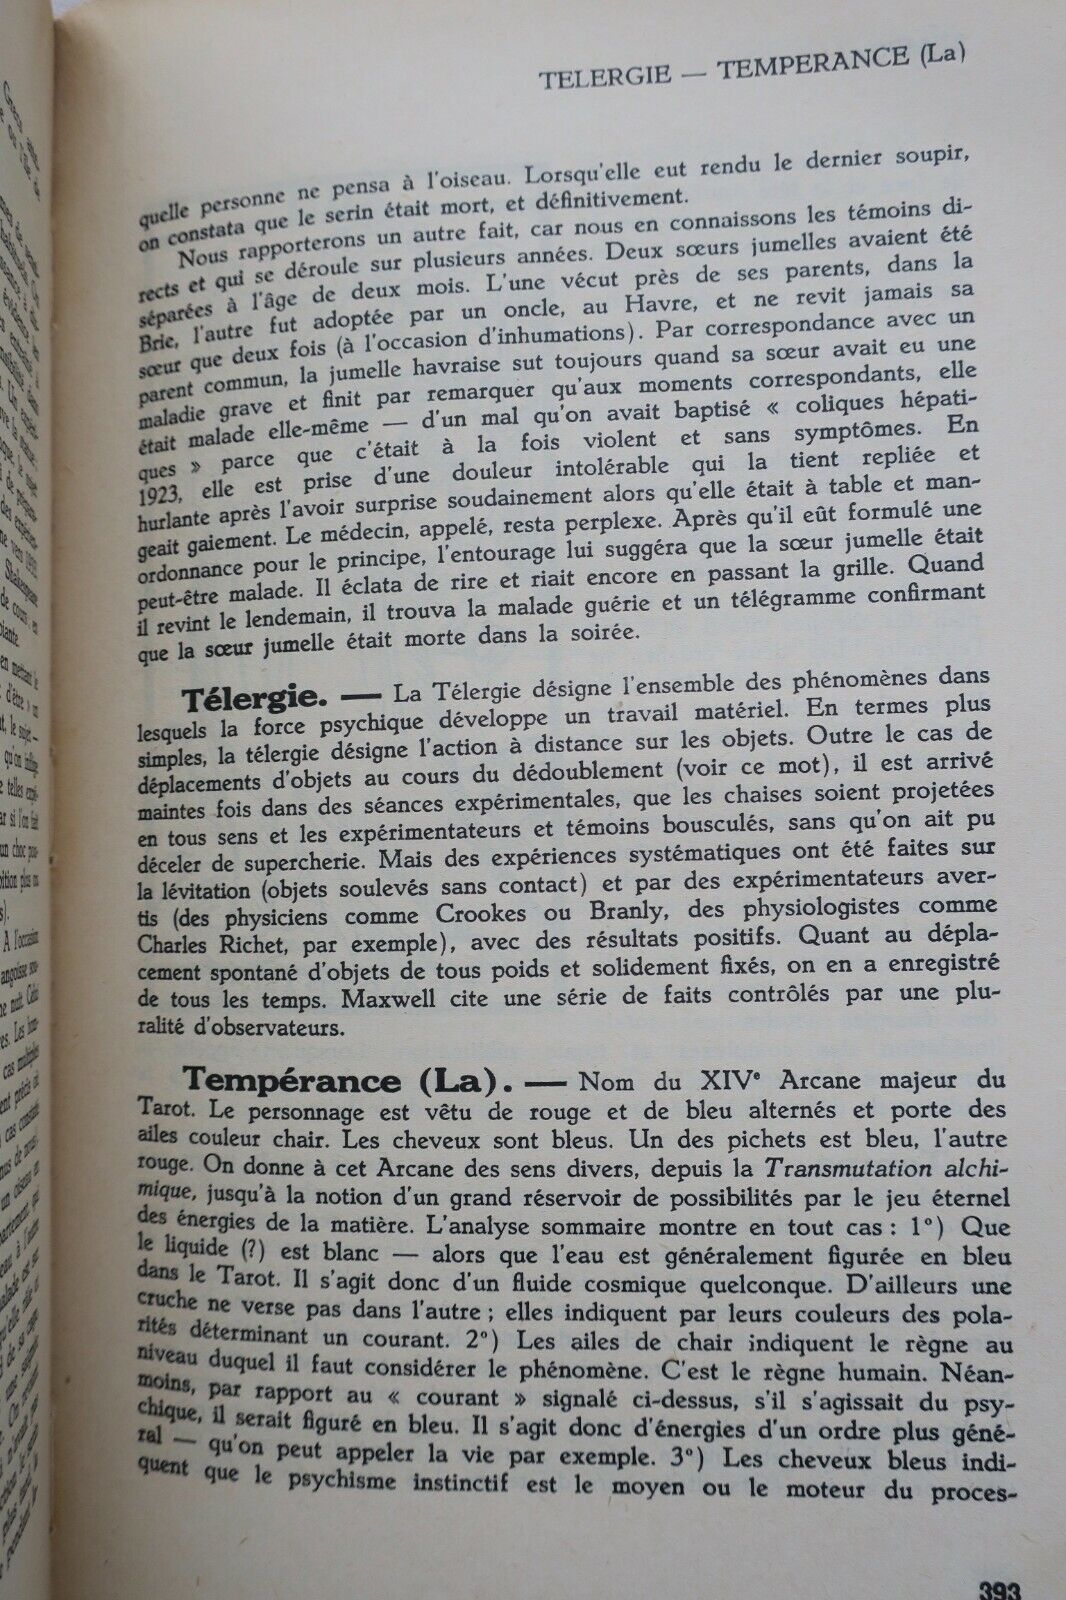 TELERGIE — TEMPERANCE (La)
quelle personne ne pensa à l'oiseau. Lorsqu'elle eut rendu le dernier soupir,
on constata que le serin était mort, et définitivement.
Nous rapporterons un autre fait, car nous en connaissons les témoins di-
rects et qui se déroule sur plusieurs années. Deux sœurs jumelles avaient été
séparées à l'âge de deux mois. L'une vécut près de ses parents, dans la
Brie, l'autre fut adoptée par un oncle, au Havre, et ne revit jamais sa
sœur que deux fois (à l'occasion d'inhumations). Par correspondance avec un
parent commun, la jumelle havraise sut toujours quand sa sœur avait eu une
maladie grave et finit par remarquer qu'aux moments correspondants, elle
était malade elle-même — d'un mal qu'on avait baptisé « coliques hépati-
ques » parce que c'était à la fois violent et sans symptômes. En
1923, elle est prise d'une douleur intolérable qui la tient repliée et
hurlante après l'avoir surprise soudainement alors qu'elle était à table et man-
geait gaiement. Le médecin, appelé, resta perplexe. Après qu'il eût formulé une
ordonnance pour le principe, l'entourage lui suggéra que la sœur jumelle était
peut-être malade. Il éclata de rire et riait encore en passant la grille. Quand
il revint le lendemain, il trouva la malade guérie et un télégramme confirmant
que la sœur jumelle était morte dans la soirée.
Télergie. — La Télergie désigne l'ensemble des phénomènes dans
lesquels la force psychique développe un travail matériel. En termes plus
simples, la télergie désigne l'action à distance sur les objets. Outre le cas de
déplacements d'objets au cours du dédoublement (voir ce mot), il est arrivé
maintes fois dans des séances expérimentales, que les chaises soient projetées
en tous sens et les expérimentateurs et témoins bousculés, sans qu'on ait pu
déceler de supercherie. Mais des expériences systématiques ont été faites sur
la lévitation (objets soulevés sans contact) et par des expérimentateurs aver-
tis (des physiciens comme Crookes ou Branly, des physiologistes comme
Charles Richet, par exemple), avec des résultats positifs. Quant au dépla-
cement spontané d'objets de tous poids et solidement fixés, on en a enregistré
de tous les temps. Maxwell cite une série de faits contrôlés par une plu-
ralité d'observateurs.
Tempérance (La). — Nom du XIVe Arcane majeur du
Tarot. Le personnage est vêtu de rouge et de bleu alternés et porte des
ailes couleur chair. Les cheveux sont bleus. Un des pichets est bleu, l'autre
rouge. On donne à cet Arcane des sens divers, depuis la Transmutation alchi-
mique, jusqu'à la notion d'un grand réservoir de possibilités par le jeu éternel
des énergies de la matière. L'analyse sommaire montre en tout cas : 1°) Que
le liquide (?) est blanc — alors que l'eau est généralement figurée en bleu
dans le Tarot. Il s'agit donc d'un fluide cosmique quelconque. D'ailleurs une
cruche ne verse pas dans l'autre ; elles indiquent par leurs couleurs des pola-
rités déterminant un courant. 2°) Les ailes de chair indiquent le règne au
niveau duquel il faut considérer le phénomène. C'est le règne humain. Néan-
moins, par rapport au « courant » signalé ci-dessus, s'il s'agissait du psy-
chique, il serait figuré en bleu. Il s'agit donc d'énergies d'un ordre plus géné-
ral — qu'on peut appeler la vie par exemple. 3°) Les cheveux bleus indi-
quent que le psychisme instinctif est le moyen ou le moteur du proces-
393